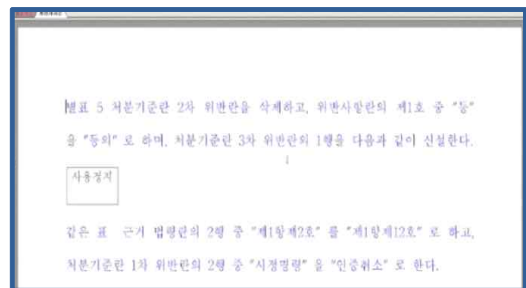 별표 5 처분기준란 2차 위반란을 삭제하고, 위반사항란의 제1호 중 "등"
을 "등의" 로 하며, 처분기준란 3차 위반란의 1행을 다음과 같이 신설한다.
사용정지
같은 표 근거 법령란의 2행 중 "제1항제2호" 를 "제1항제12호" 로 하고,
처분기준란 1차 위반란의 2행 중 "시정명령" 을 "인증취소" 로 한다.